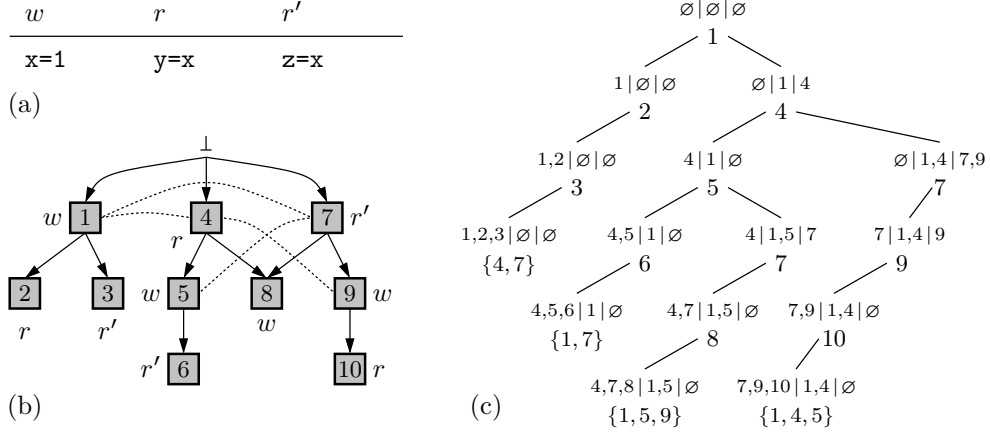 w r r′
x=1 y=x z=x
(a)
⊥
w 1 4 7 r′
r
2 3 w 5 8 9 w
r r′ w
r′ 6 10 r
(b)
∅|∅|∅
1
1|∅|∅ ∅|1|4
2 4
1,2|∅|∅ 4|1|∅ ∅|1,4|7,9
3 5 7
1,2,3|∅|∅ 4,5|1|∅ 4|1,5|7 7|1,4|9
{4,7} 6 7 9
4,5,6|1|∅ 4,7|1,5|∅ 7,9|1,4|∅
{1,7} 8 10
4,7,8|1,5|∅ 7,9,10|1,4|∅
{1,5,9} {1,4,5}
(c)